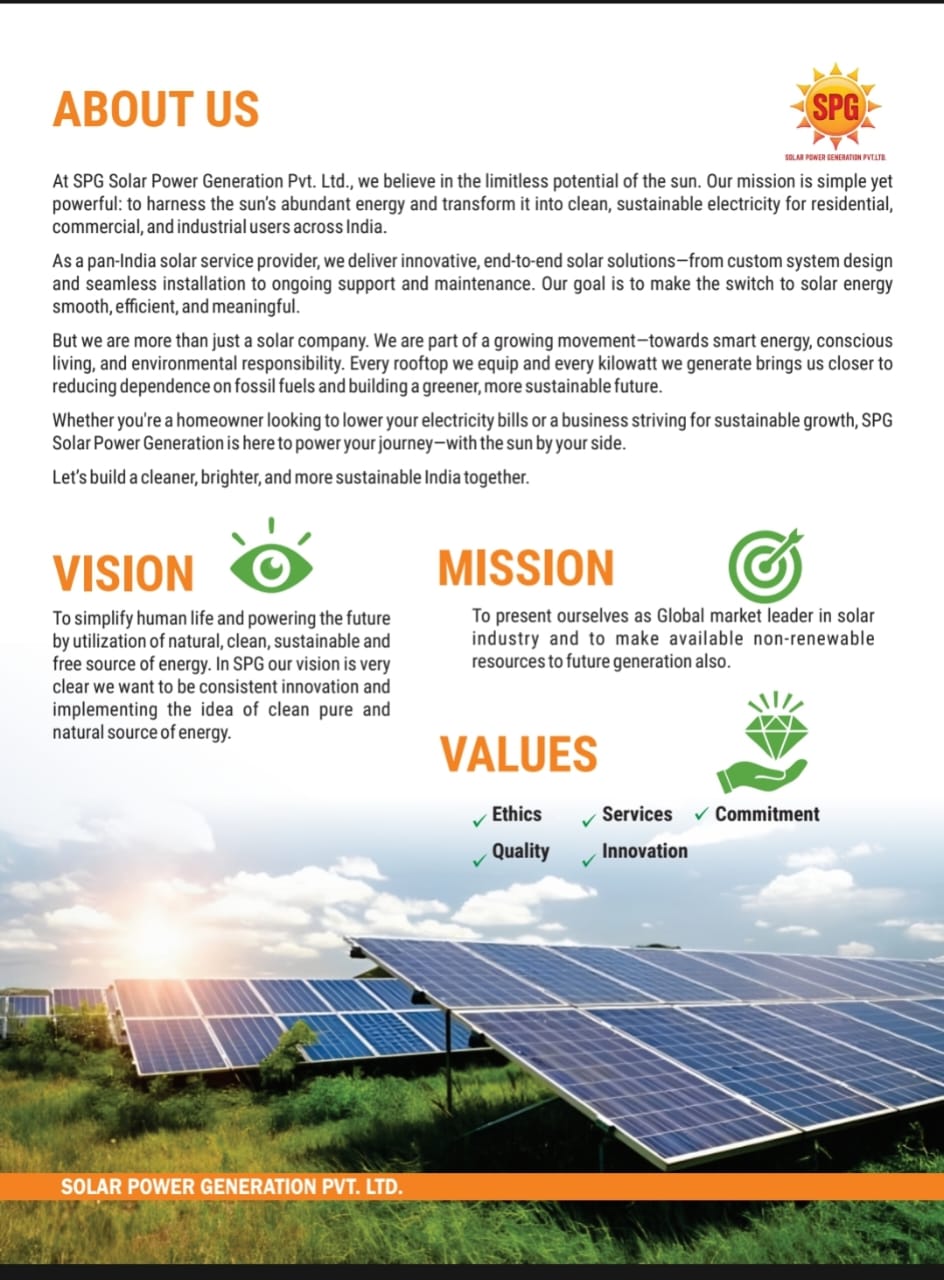 ABOUT US
SPG
SOLAR POWER GENERATION PVT.LTD.
At SPG Solar Power Generation Pvt. Ltd., we believe in the limitless potential of the sun. Our mission is simple yet
powerful: to harness the sun's abundant energy and transform it into clean, sustainable electricity for residential,
commercial, and industrial users across India.
As a pan-India solar service provider, we deliver innovative, end-to-end solar solutions—from custom system design
and seamless installation to ongoing support and maintenance. Our goal is to make the switch to solar energy
smooth, efficient, and meaningful.
But we are more than just a solar company. We are part of a growing movement—towards smart energy, conscious
living, and environmental responsibility. Every rooftop we equip and every kilowatt we generate brings us closer to
reducing dependence on fossil fuels and building a greener, more sustainable future.
Whether you're a homeowner looking to lower your electricity bills or a business striving for sustainable growth, SPG
Solar Power Generation is here to power your journey—with the sun by your side.
Let's build a cleaner, brighter, and more sustainable India together.
VISION
To simplify human life and powering the future
by utilization of natural, clean, sustainable and
free source of energy. In SPG our vision is very
clear we want to be consistent innovation and
implementing the idea of clean pure and
natural source of energy.
MISSION
To present ourselves as Global market leader in solar
industry and to make available non-renewable
resources to future generation also.
VALUES
✓ Ethics ✓ Services ✓ Commitment
✓ Quality ✓ Innovation
SOLAR POWER GENERATION PVT. LTD.